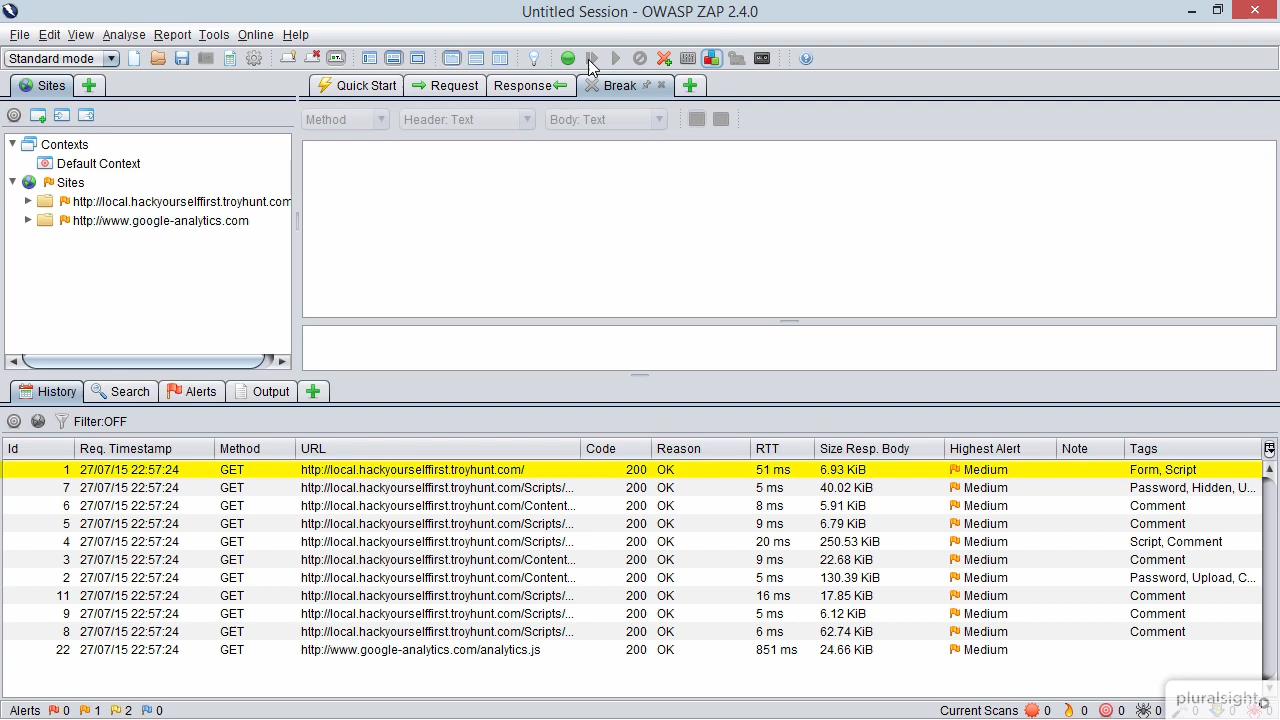 Untitled Session - OWASP ZAP 2.4.0
File Edit View Analyse Report Tools Online Help
Standard mode
Sites
Quick Start Request Response Break
Method Header: Text Body: Text
Contexts
Default Context
Sites
http://local.hackyourselffirst.troyhunt.com
http://www.google-analytics.com
History Search Alerts Output
Filter:OFF
Id Req. Timestamp Method URL Code Reason RTT Size Resp. Body Highest Alert Note Tags
1 27/07/15 22:57:24 GET http://local.hackyourselffirst.troyhunt.com/ 200 OK 51 ms 6.93 KiB Medium Form, Script
7 27/07/15 22:57:24 GET http://local.hackyourselffirst.troyhunt.com/Scripts/... 200 OK 5 ms 40.02 KiB Medium Password, Hidden, U...
6 27/07/15 22:57:24 GET http://local.hackyourselffirst.troyhunt.com/Content... 200 OK 8 ms 5.91 KiB Medium Comment
5 27/07/15 22:57:24 GET http://local.hackyourselffirst.troyhunt.com/Scripts/... 200 OK 9 ms 6.79 KiB Medium Comment
4 27/07/15 22:57:24 GET http://local.hackyourselffirst.troyhunt.com/Scripts/... 200 OK 20 ms 250.53 KiB Medium Script, Comment
3 27/07/15 22:57:24 GET http://local.hackyourselffirst.troyhunt.com/Content... 200 OK 9 ms 22.68 KiB Medium Comment
2 27/07/15 22:57:24 GET http://local.hackyourselffirst.troyhunt.com/Content... 200 OK 5 ms 130.39 KiB Medium Password, Upload, C...
11 27/07/15 22:57:24 GET http://local.hackyourselffirst.troyhunt.com/Scripts/... 200 OK 16 ms 17.85 KiB Medium Comment
9 27/07/15 22:57:24 GET http://local.hackyourselffirst.troyhunt.com/Scripts/... 200 OK 5 ms 6.12 KiB Medium Comment
8 27/07/15 22:57:24 GET http://local.hackyourselffirst.troyhunt.com/Scripts/... 200 OK 6 ms 62.74 KiB Medium Comment
22 27/07/15 22:57:24 GET http://www.google-analytics.com/analytics.js 200 OK 851 ms 24.66 KiB Medium
pluralsight
Alerts 0 1 2 0 Current Scans 0 0 0 0 0 0 0